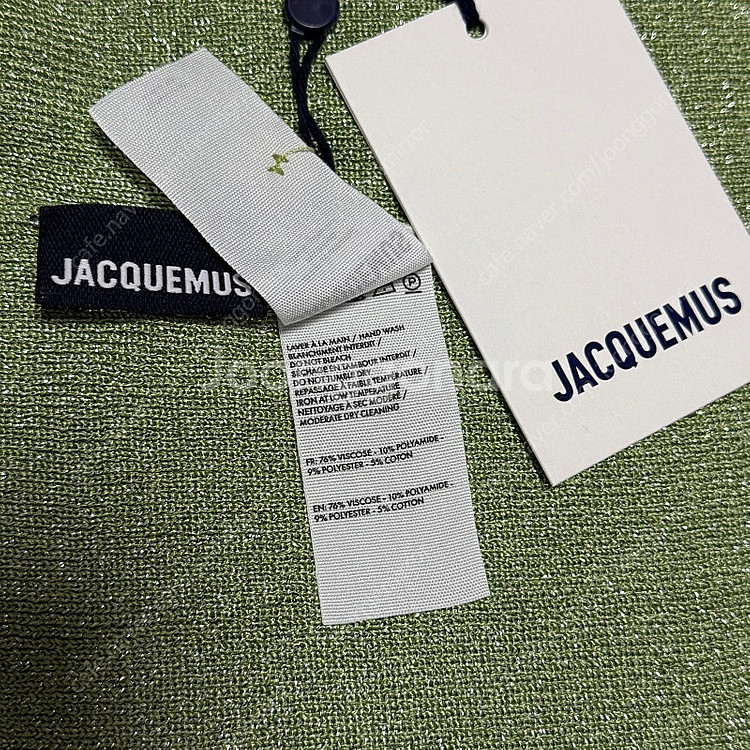 JACQUEMUS
JACQUEMUS
LAVER À LA MAIN / HAND WASH
BLANCHIMENT INTERDIT /
DO NOT BLEACH
SÉCHAGE EN TAMBOUR INTERDIT /
DO NOT TUMBLE DRY
REPASSAGE À FAIBLE TEMPÉRATURE /
IRON AT LOW TEMPERATURE
NETTOYAGE À SEC MODÉRÉ /
MODERATE DRY CLEANING
FR: 76% VISCOSE - 10% POLYAMIDE -
9% POLYESTER - 5% COTTON
EN: 76% VISCOSE - 10% POLYAMIDE -
9% POLYESTER - 5% COTTON